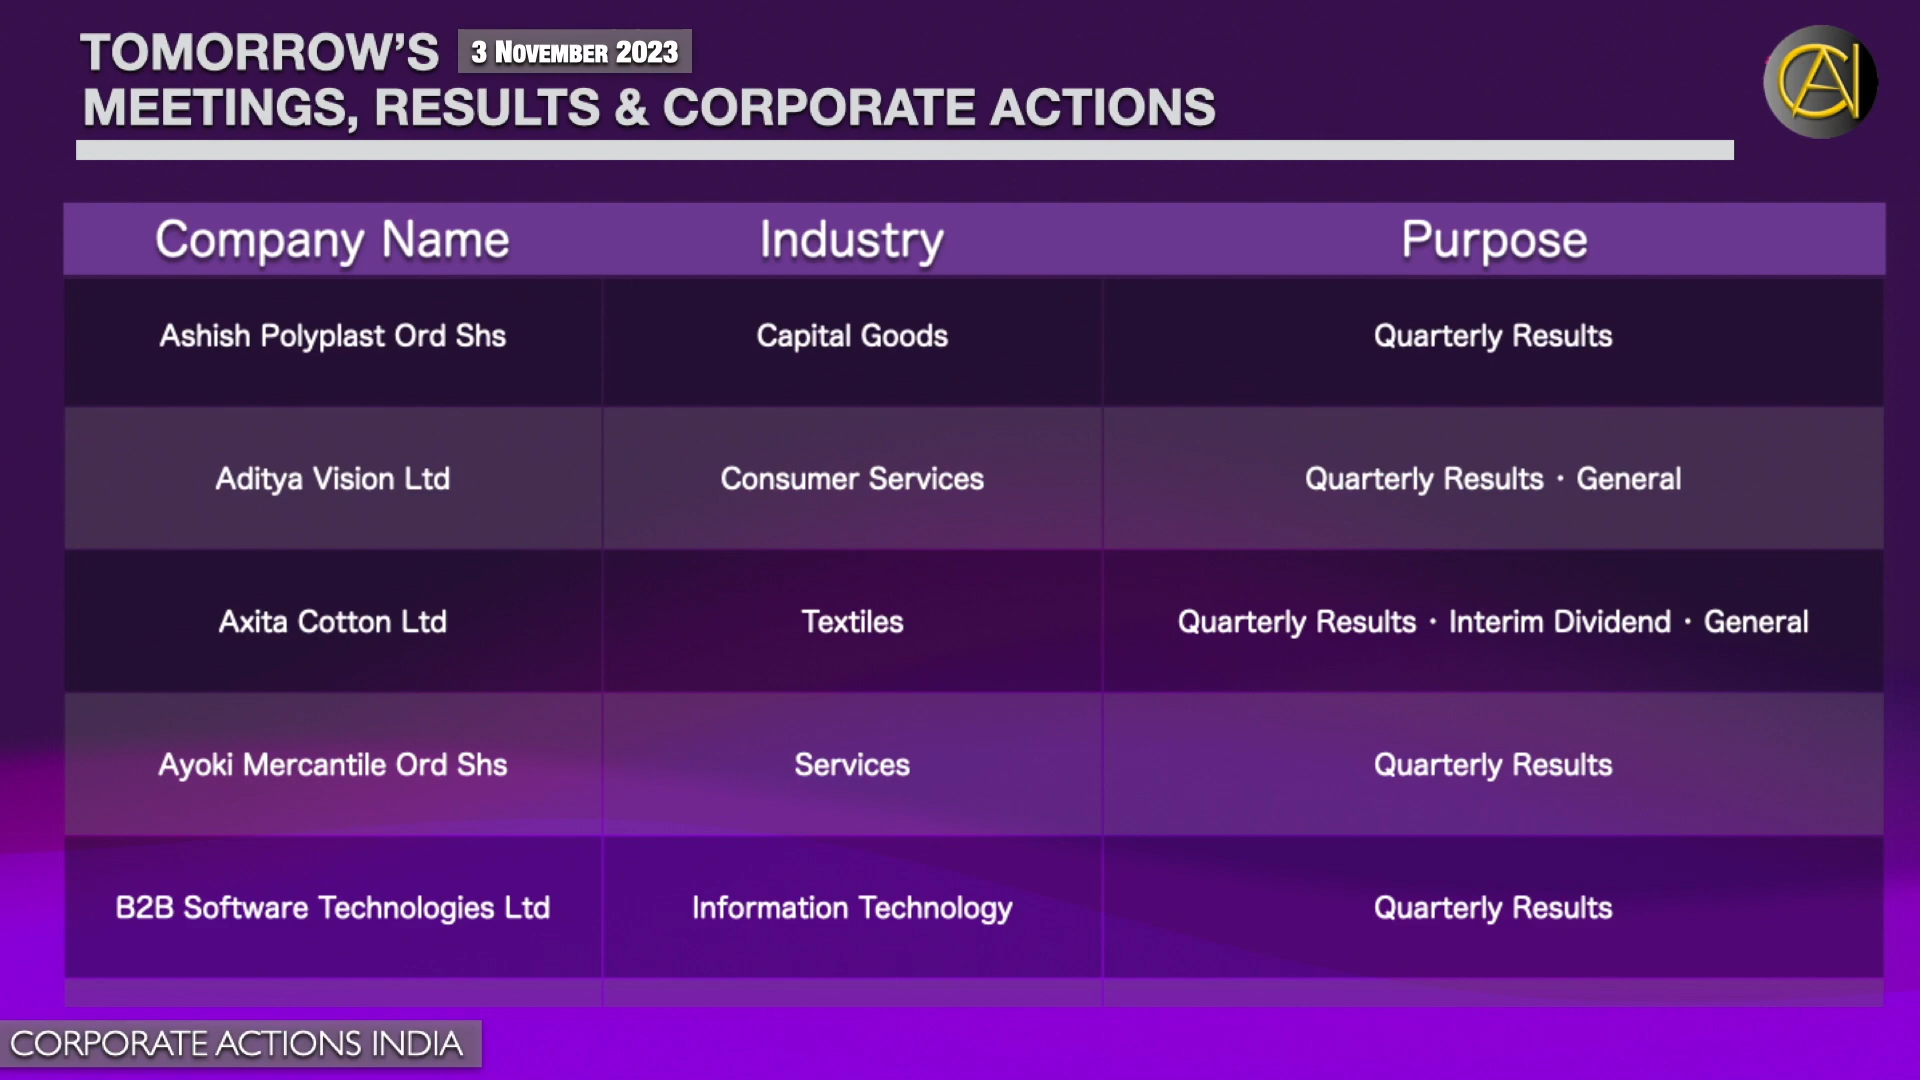 TOMORROW'S 3 NOVEMBER 2023
MEETINGS, RESULTS & CORPORATE ACTIONS
CAI
Company Name Industry Purpose
Ashish Polyplast Ord Shs Capital Goods Quarterly Results
Aditya Vision Ltd Consumer Services Quarterly Results · General
Axita Cotton Ltd Textiles Quarterly Results · Interim Dividend · General
Ayoki Mercantile Ord Shs Services Quarterly Results
B2B Software Technologies Ltd Information Technology Quarterly Results
CORPORATE ACTIONS INDIA